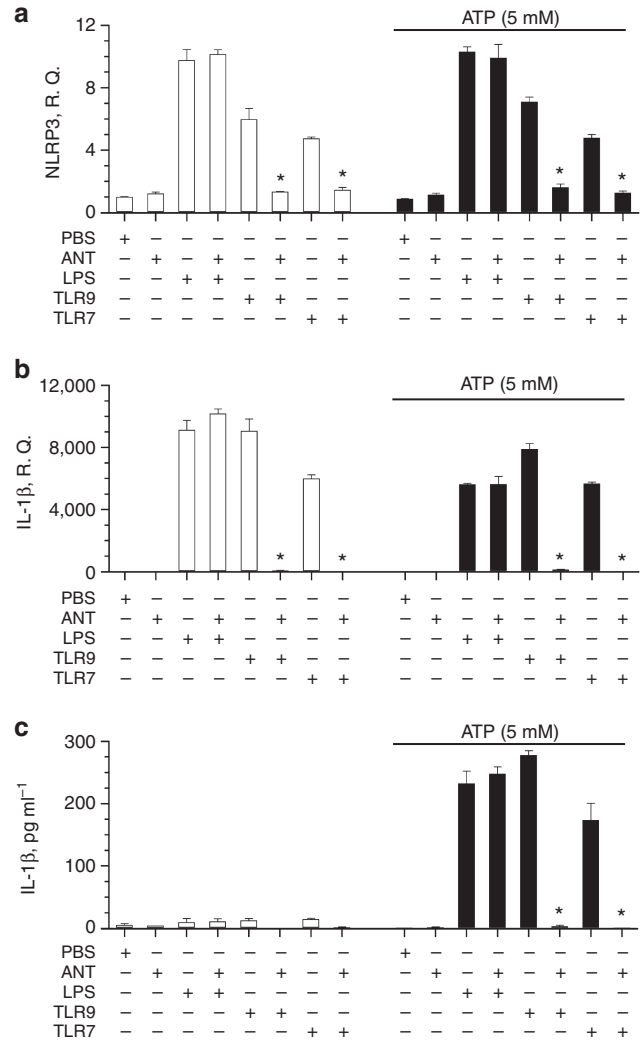 a
ATP (5 mM)
NLRP3, R. Q.
12
8
4
0
PBS + – – – – – – – + – – – – – – –
ANT – + – + – + – + – + – + – + – +
LPS – – + + – – – – – – + + – – – –
TLR9 – – – – + + – – – – – – + + – –
TLR7 – – – – – – + + – – – – – – + +
* * * *
b
ATP (5 mM)
IL-1β, R. Q.
12,000
8,000
4,000
0
* * * *
PBS + – – – – – – – + – – – – – – –
ANT – + – + – + – + – + – + – + – +
LPS – – + + – – – – – – + + – – – –
TLR9 – – – – + + – – – – – – + + – –
TLR7 – – – – – – + + – – – – – – + +
c
ATP (5 mM)
IL-1β, pg ml⁻¹
300
200
100
0
* *
PBS + – – – – – – – + – – – – – – –
ANT – + – + – + – + – + – + – + – +
LPS – – + + – – – – – – + + – – – –
TLR9 – – – – + + – – – – – – + + – –
TLR7 – – – – – – + + – – – – – – + +